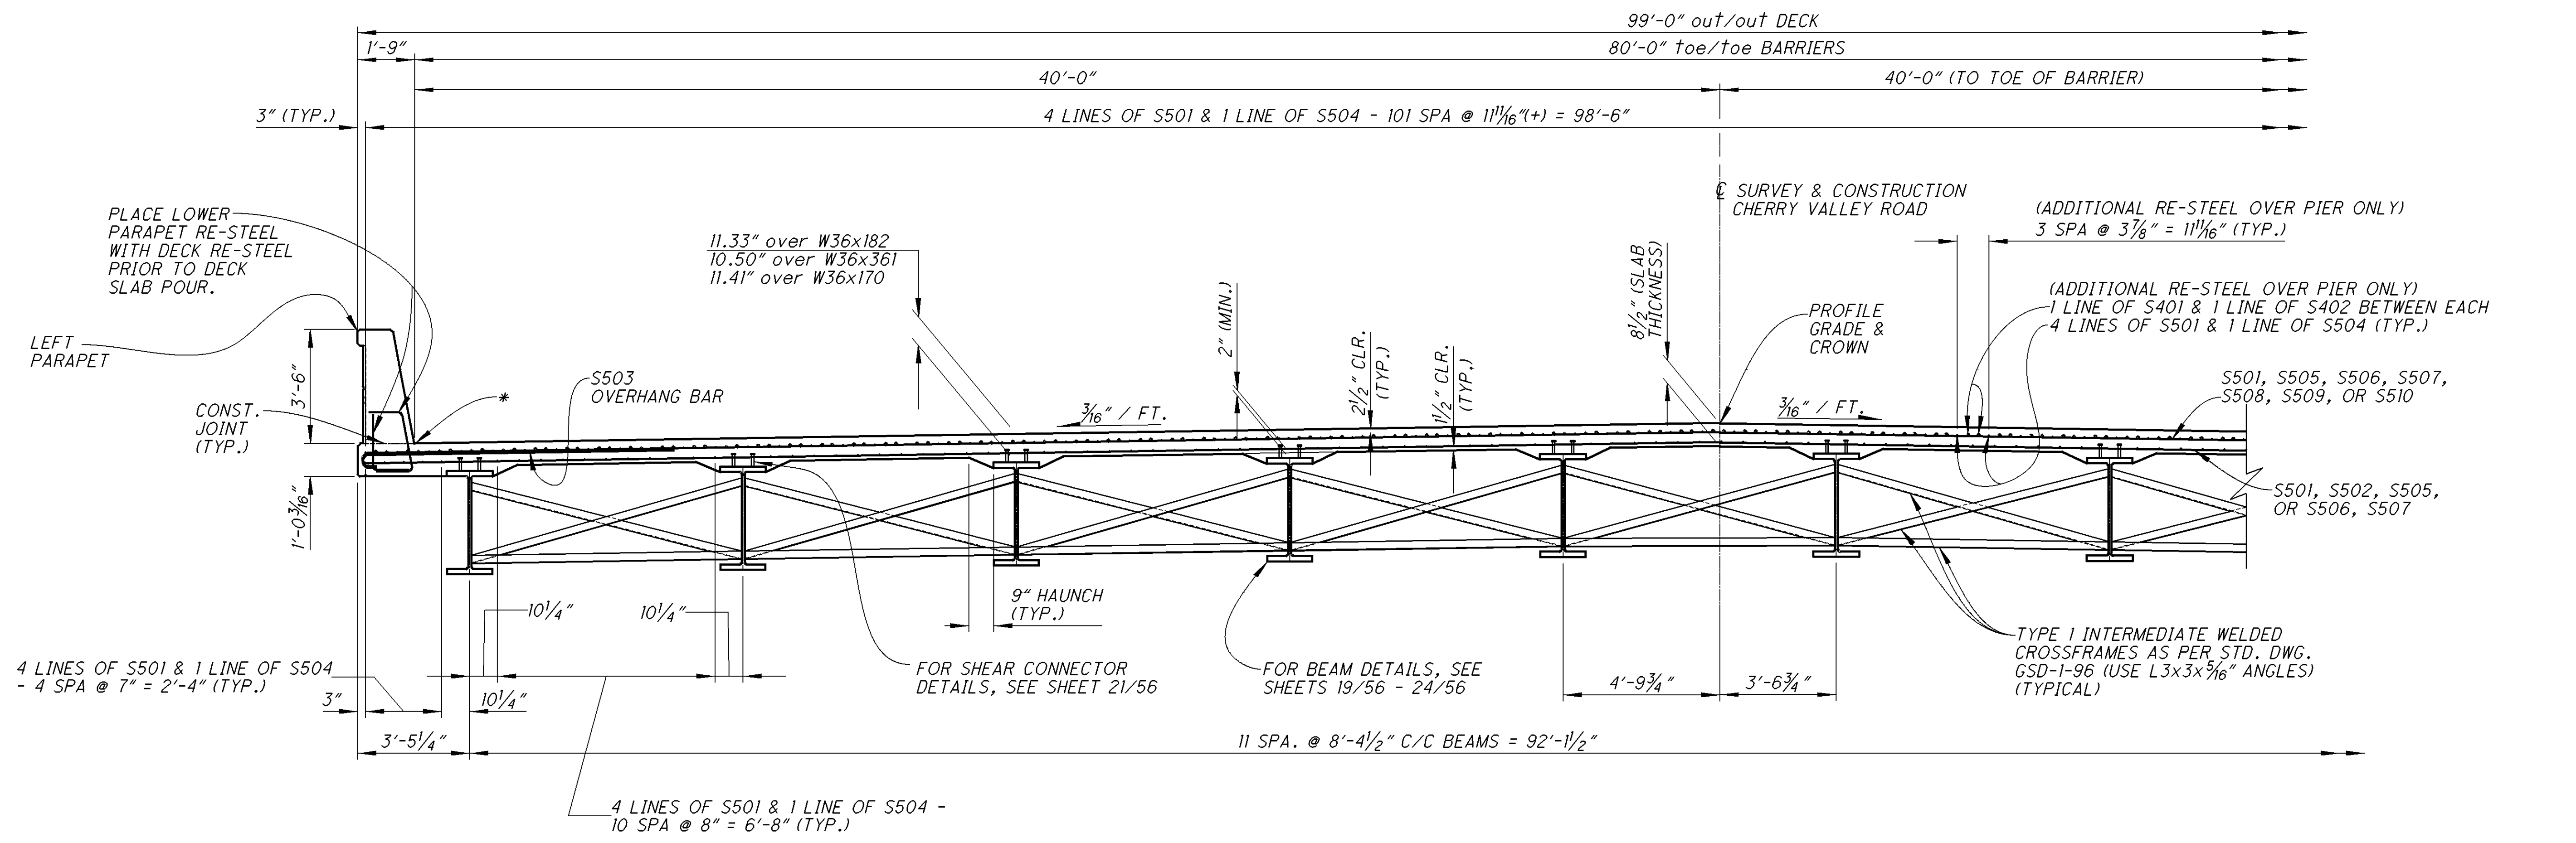 99'-0" out/out DECK
1'-9"
80'-0" toe/toe BARRIERS
40'-0"
40'-0" (TO TOE OF BARRIER)
3" (TYP.)
4 LINES OF S501 & 1 LINE OF S504 - 101 SPA @ 11 11/16"(+) = 98'-6"
℄ SURVEY & CONSTRUCTION
CHERRY VALLEY ROAD
(ADDITIONAL RE-STEEL OVER PIER ONLY)
3 SPA @ 3 7/8" = 11 11/16" (TYP.)
PLACE LOWER
PARAPET RE-STEEL
WITH DECK RE-STEEL
PRIOR TO DECK
SLAB POUR.
11.33" over W36x182
10.50" over W36x361
11.41" over W36x170
2" (MIN.)
8 1/2" (SLAB
THICKNESS)
(ADDITIONAL RE-STEEL OVER PIER ONLY)
1 LINE OF S401 & 1 LINE OF S402 BETWEEN EACH
4 LINES OF S501 & 1 LINE OF S504 (TYP.)
PROFILE
GRADE &
CROWN
LEFT
PARAPET
3'-6"
S503
OVERHANG BAR
*
2 1/2" CLR.
(TYP.)
1 1/2" CLR.
(TYP.)
3/16" / FT.
3/16" / FT.
S501, S505, S506, S507,
S508, S509, OR S510
CONST.
JOINT
(TYP.)
1'-0 3/16"
S501, S502, S505,
OR S506, S507
10 1/4"
10 1/4"
9" HAUNCH
(TYP.)
4 LINES OF S501 & 1 LINE OF S504
- 4 SPA @ 7" = 2'-4" (TYP.)
FOR SHEAR CONNECTOR
DETAILS, SEE SHEET 21/56
FOR BEAM DETAILS, SEE
SHEETS 19/56 - 24/56
4'-9 3/4"
3'-6 3/4"
TYPE 1 INTERMEDIATE WELDED
CROSSFRAMES AS PER STD. DWG.
GSD-1-96 (USE L3x3x5/16" ANGLES)
(TYPICAL)
3"
10 1/4"
3'-5 1/4"
11 SPA. @ 8'-4 1/2" C/C BEAMS = 92'-1 1/2"
4 LINES OF S501 & 1 LINE OF S504 -
10 SPA @ 8" = 6'-8" (TYP.)